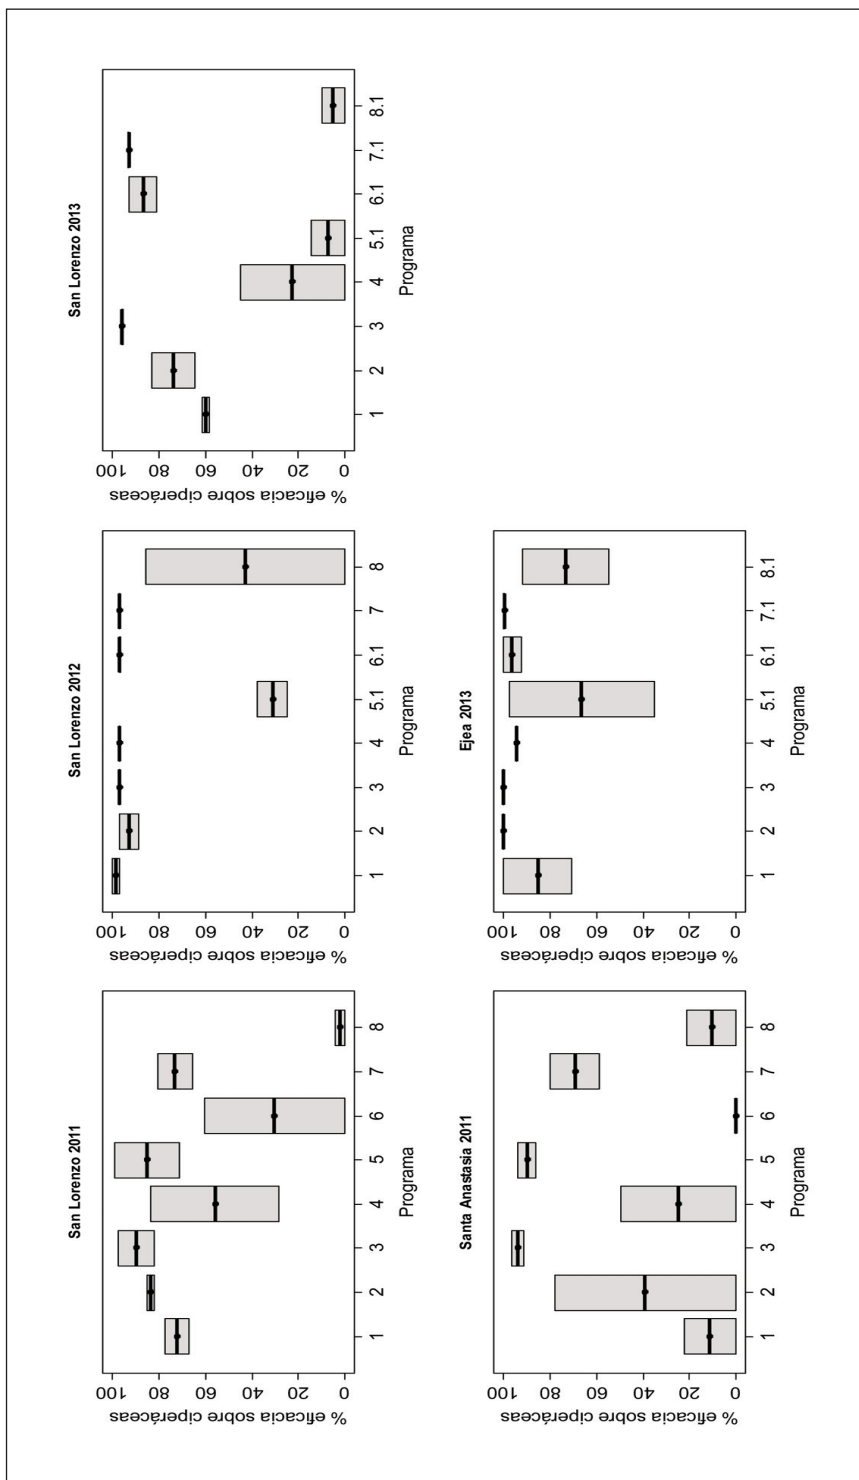 San Lorenzo 2011
% eficacia sobre ciperáceas
100
80
60
40
20
0
1 2 3 4 5 6 7 8
Programa
San Lorenzo 2012
% eficacia sobre ciperáceas
100
80
60
40
20
0
1 2 3 4 5.1 6.1 7 8
Programa
San Lorenzo 2013
% eficacia sobre ciperáceas
100
80
60
40
20
0
1 2 3 4 5.1 6.1 7.1 8.1
Programa
Santa Anastasia 2011
% eficacia sobre ciperáceas
100
80
60
40
20
0
1 2 3 4 5 6 7 8
Programa
Ejea 2013
% eficacia sobre ciperáceas
100
80
60
40
20
0
1 2 3 4 5.1 6.1 7.1 8.1
Programa